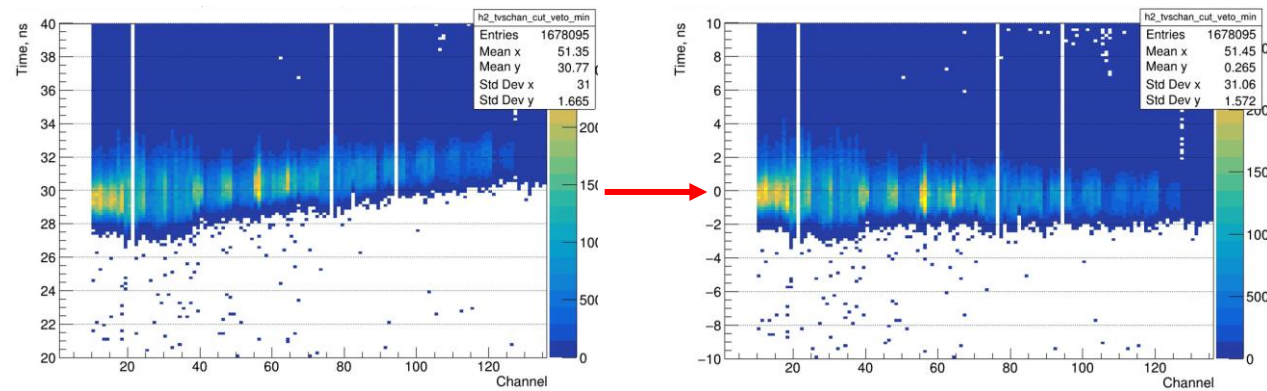 h2_tvschan_cut_veto_min
Entries 1678095
Mean x 51.35
Mean y 30.77
Std Dev x 31
Std Dev y 1.665
Time, ns
40
38
36
34
32
30
28
26
24
22
20
20 40 60 80 100 120
Channel
150
100
500
0
h2_tvschan_cut_veto_min
Entries 1678095
Mean x 51.45
Mean y 0.265
Std Dev x 31.06
Std Dev y 1.572
Time, ns
10
8
6
4
2
0
−2
−4
−6
−8
−10
20 40 60 80 100 120
Channel
500
0